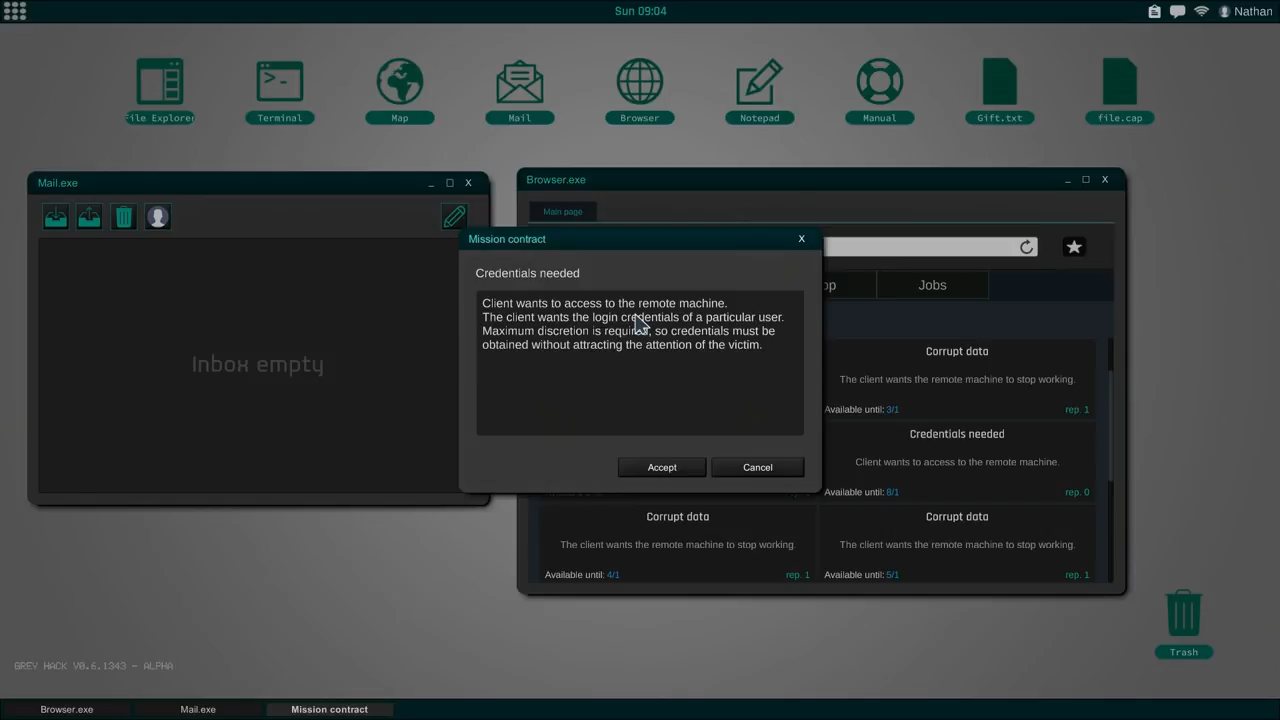 Sun 09:04
Nathan
File Explorer
Terminal
Map
Mail
Browser
Notepad
Manual
Gift.txt
file.cap
Mail.exe
_ X
Inbox empty
Browser.exe
_ X
Main page
Jobs
Mission contract
X
Credentials needed
Client wants to access to the remote machine.
The client wants the login credentials of a particular user.
Maximum discretion is required, so credentials must be
obtained without attracting the attention of the victim.
Accept
Cancel
Corrupt data
The client wants the remote machine to stop working.
Available until: 3/1
rep. 1
Credentials needed
Client wants to access to the remote machine.
Available until: 8/1
rep. 0
Corrupt data
The client wants the remote machine to stop working.
Available until: 4/1
rep. 1
Corrupt data
The client wants the remote machine to stop working.
Available until: 5/1
rep. 1
Trash
GREY HACK V0.6.1343 - ALPHA
Browser.exe
Mail.exe
Mission contract